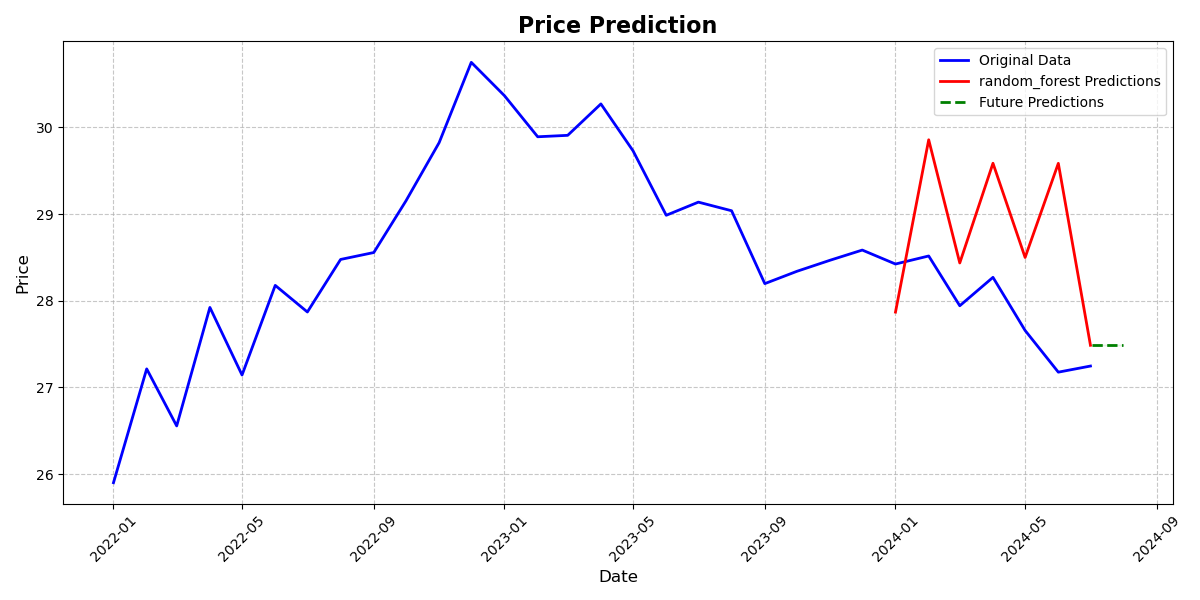 Price Prediction
Original Data
random_forest Predictions
Future Predictions
Price
30
29
28
27
26
2022-01
2022-05
2022-09
2023-01
2023-05
2023-09
2024-01
2024-05
2024-09
Date